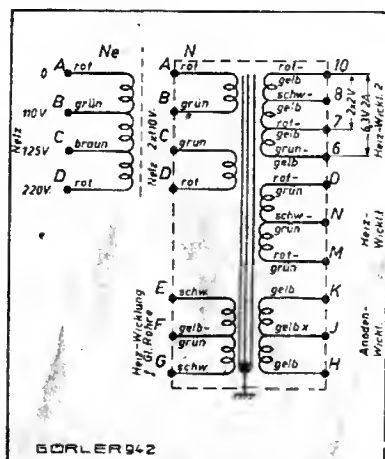 Ne
N
A rot
0
B grün
110V.
C braun
125V
D rot
220V.
Netz
A rot
B grün
C grün
D rot
Netz 2x110V.
E schw.
F gelb-grün
G schw
Heiz-Wicklung
f. Gl. Röhre
rot-gelb 10
schw-gelb 8
rot-gelb 7
grün-gelb 6
2x2V
6,3V.2A
Heiz-Wickl.2
rot-grün O
schw-grün N
rot-grün M
Heiz-Wickl.1
gelb K
gelb x J
gelb H
Anoden-Wickl.
GÖRLER 942